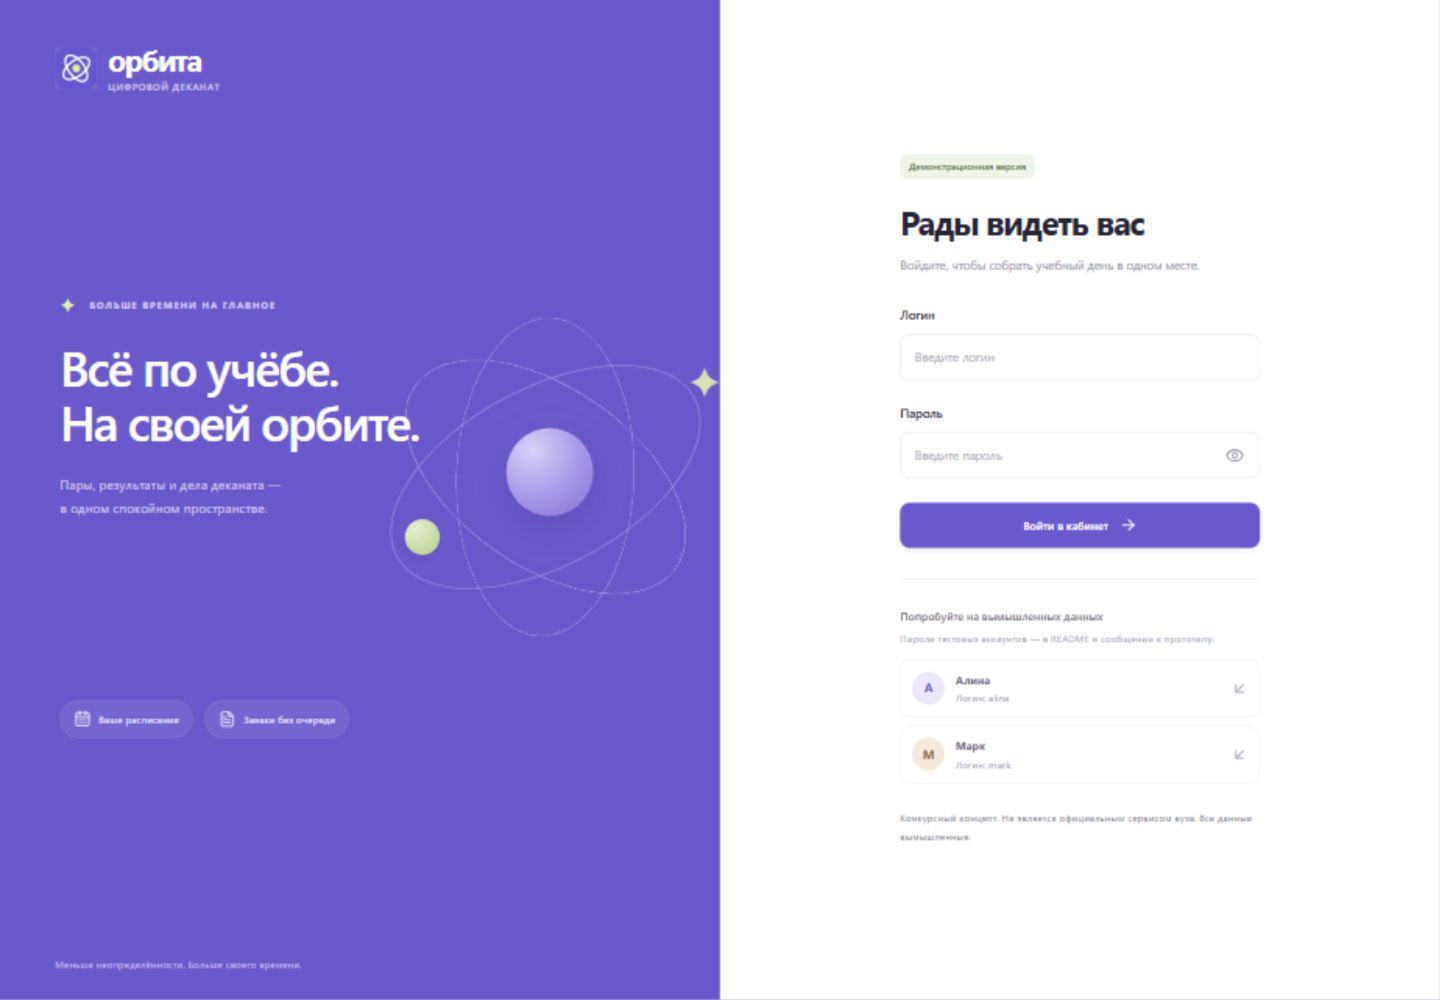 орбита
ЦИФРОВОЙ ДЕКАНАТ
БОЛЬШЕ ВРЕМЕНИ НА ГЛАВНОЕ
Всё по учёбе.
На своей орбите.
Пары, результаты и дела деканата —
в одном спокойном пространстве.
Ваше расписание
Заявки без очереди
Меньше неопределённости. Больше своего времени.
Демонстрационная версия
Рады видеть вас
Войдите, чтобы собрать учебный день в одном месте.
Логин
Введите логин
Пароль
Введите пароль
Войти в кабинет
Попробуйте на вымышленных данных
Пароли тестовых аккаунтов — в README и сообщении к прототипу.
А
Алина
Логин: alina
М
Марк
Логин: mark
Конкурсный концепт. Не является официальным сервисом вуза. Все данные
вымышленные.